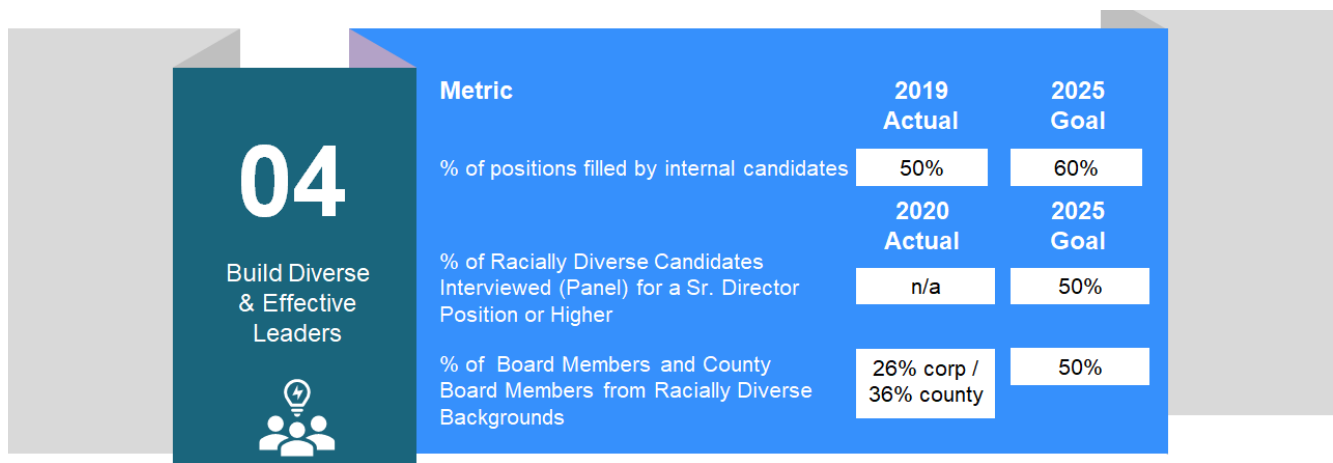 04
Build Diverse
& Effective
Leaders
Metric
2019
Actual
2025
Goal
% of positions filled by internal candidates
50%
60%
2020
Actual
2025
Goal
% of Racially Diverse Candidates
Interviewed (Panel) for a Sr. Director
Position or Higher
n/a
50%
% of Board Members and County
Board Members from Racially Diverse
Backgrounds
26% corp /
36% county
50%